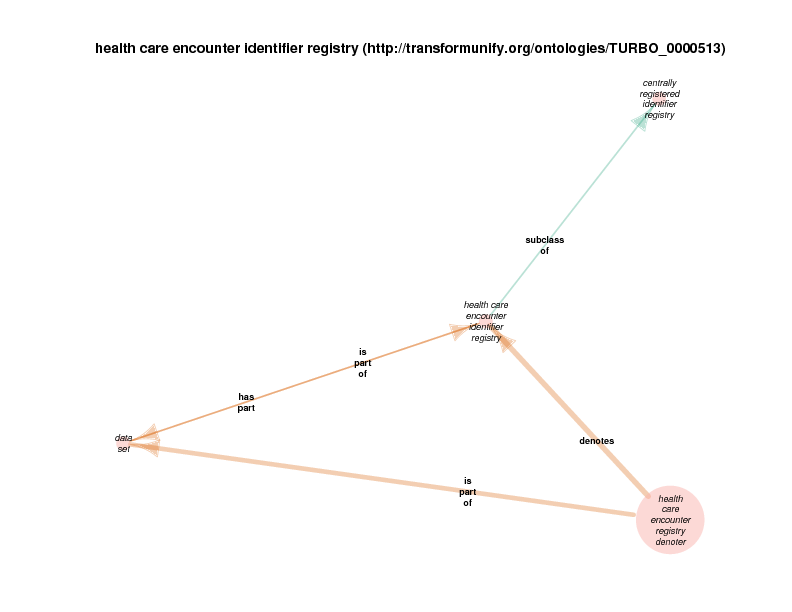 health care encounter identifier registry (http://transformunify.org/ontologies/TURBO_0000513)
centrally
registered
identifier
registry
subclass
of
health care
encounter
identifier
registry
is
part
of
has
part
data
set
denotes
is
part
of
health
care
encounter
registry
denoter